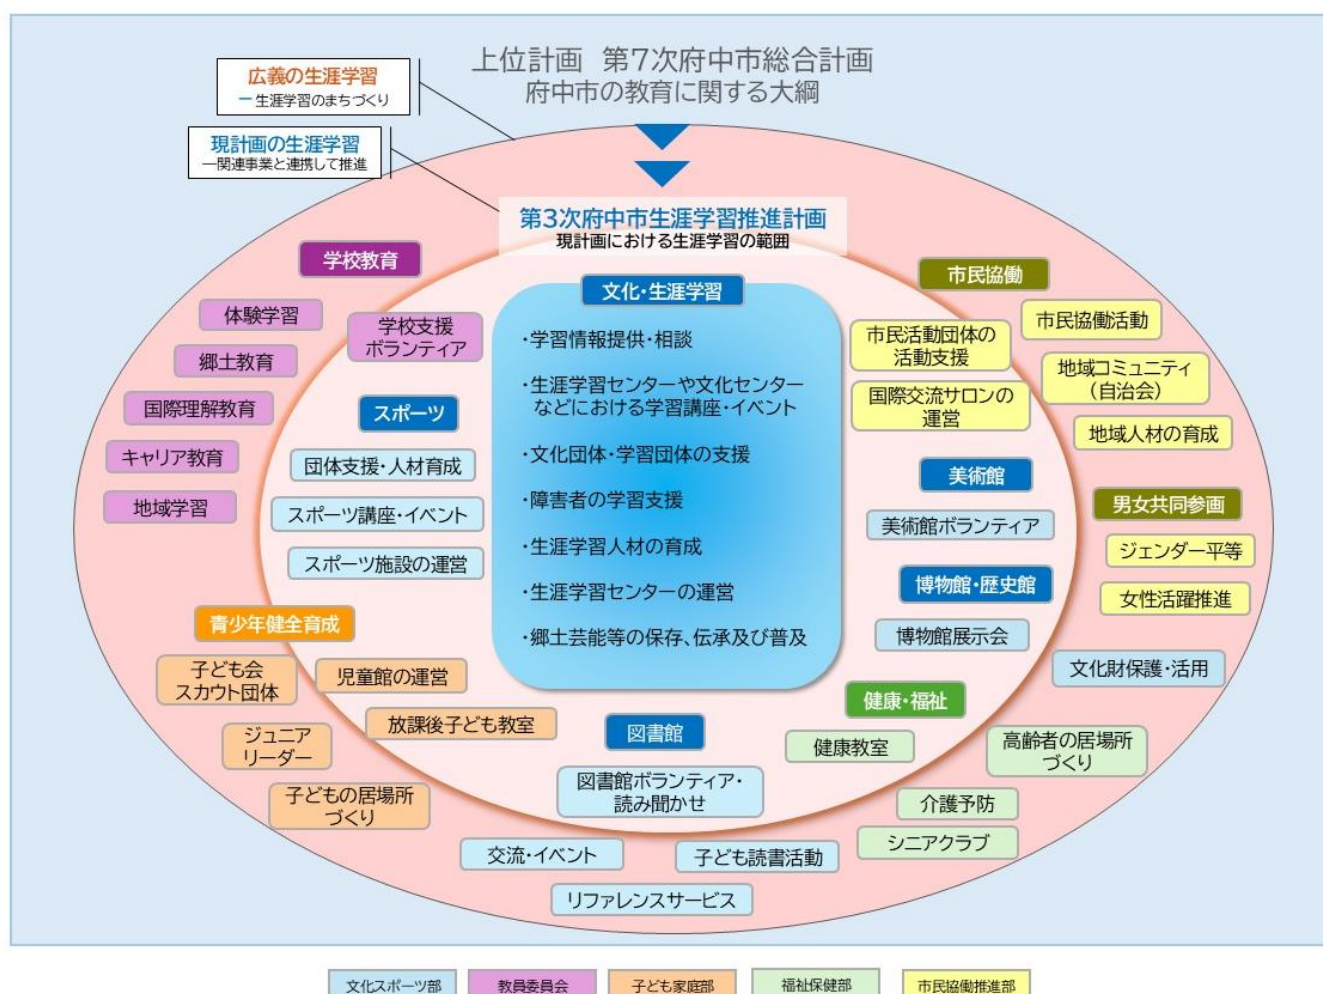 上位計画 第7次府中市総合計画
府中市の教育に関する大綱
広義の生涯学習
ー生涯学習のまちづくり
現計画の生涯学習
―関連事業と連携して推進
第3次府中市生涯学習推進計画
現計画における生涯学習の範囲
学校教育
体験学習
郷土教育
国際理解教育
キャリア教育
地域学習
学校支援
ボランティア
スポーツ
団体支援・人材育成
スポーツ講座・イベント
スポーツ施設の運営
文化・生涯学習
・学習情報提供・相談
・生涯学習センターや文化センター
などにおける学習講座・イベント
・文化団体・学習団体の支援
・障害者の学習支援
・生涯学習人材の育成
・生涯学習センターの運営
・郷土芸能等の保存、伝承及び普及
市民協働
市民活動団体の
活動支援
国際交流サロンの
運営
市民協働活動
地域コミュニティ
(自治会)
地域人材の育成
美術館
美術館ボランティア
博物館・歴史館
博物館展示会
男女共同参画
ジェンダー平等
女性活躍推進
文化財保護・活用
青少年健全育成
子ども会
スカウト団体
児童館の運営
放課後子ども教室
ジュニア
リーダー
子どもの居場所
づくり
図書館
図書館ボランティア・
読み聞かせ
交流・イベント
子ども読書活動
リファレンスサービス
健康・福祉
健康教室
高齢者の居場所
づくり
介護予防
シニアクラブ
文化スポーツ部
教員委員会
子ども家庭部
福祉保健部
市民協働推進部